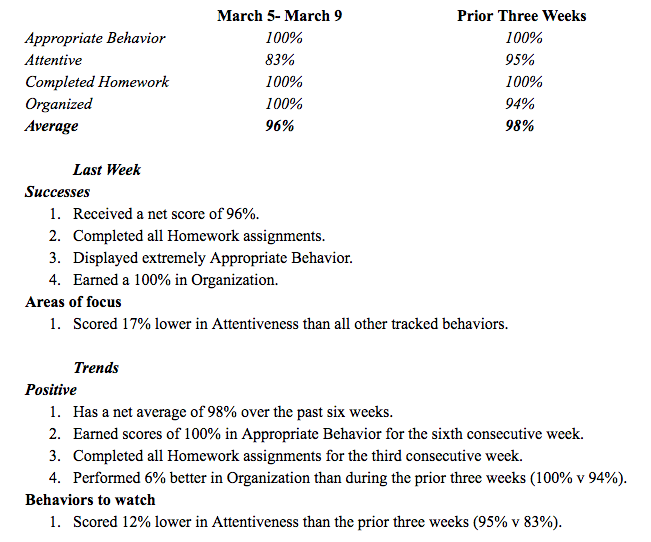 March 5- March 9 Prior Three Weeks
Appropriate Behavior 100% 100%
Attentive 83% 95%
Completed Homework 100% 100%
Organized 100% 94%
Average 96% 98%
Last Week
Successes
1. Received a net score of 96%.
2. Completed all Homework assignments.
3. Displayed extremely Appropriate Behavior.
4. Earned a 100% in Organization.
Areas of focus
1. Scored 17% lower in Attentiveness than all other tracked behaviors.
Trends
Positive
1. Has a net average of 98% over the past six weeks.
2. Earned scores of 100% in Appropriate Behavior for the sixth consecutive week.
3. Completed all Homework assignments for the third consecutive week.
4. Performed 6% better in Organization than during the prior three weeks (100% v 94%).
Behaviors to watch
1. Scored 12% lower in Attentiveness than the prior three weeks (95% v 83%).